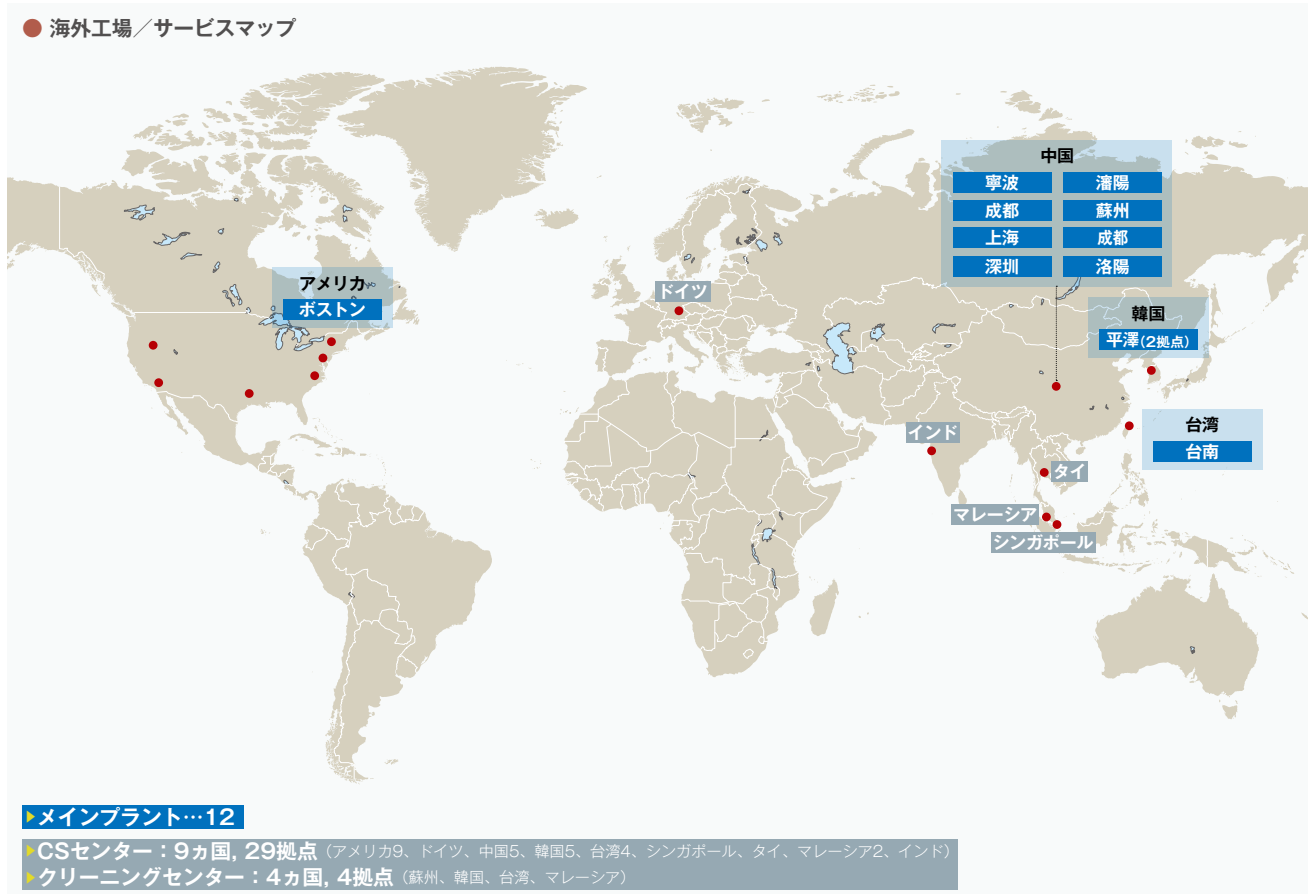 海外工場／サービスマップ
中国
寧波 瀋陽
成都 蘇州
上海 成都
深圳 洛陽
アメリカ
ボストン
ドイツ
韓国
平澤(2拠点)
台湾
台南
インド
タイ
マレーシア
シンガポール
メインプラント…12
CSセンター：9ヵ国, 29拠点（アメリカ9、ドイツ、中国5、韓国5、台湾4、シンガポール、タイ、マレーシア2、インド）
クリーニングセンター：4ヵ国, 4拠点（蘇州、韓国、台湾、マレーシア）